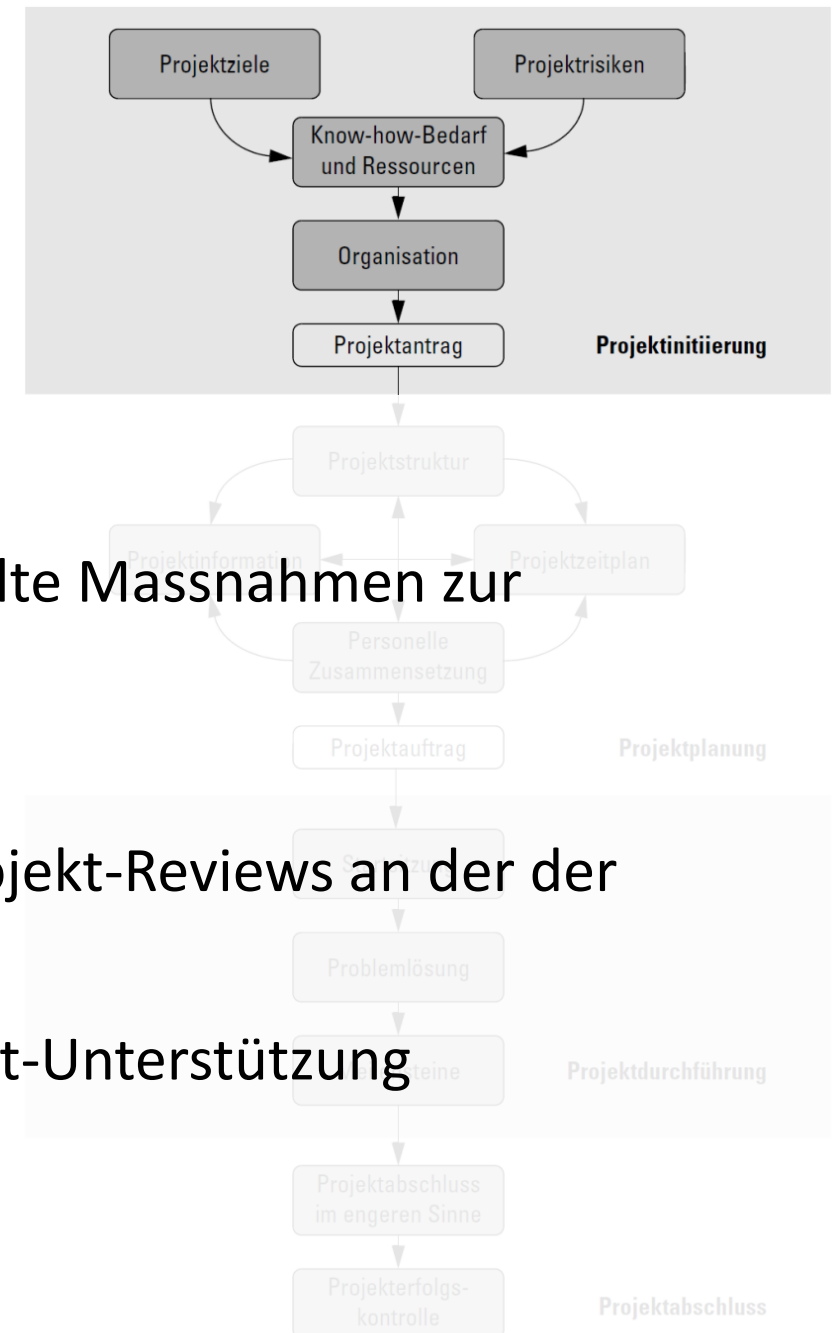 Projektziele
Projektrisiken
Know-how-Bedarf
und Ressourcen
Organisation
Projektantrag
Projektinitiierung
Projektstruktur
Projektinformation
Projektzeitplan
lte Massnahmen zur
Personelle
Zusammensetzung
Projektauftrag
Projektplanung
ojekt-Reviews an der der
Problemlösung
t-Unterstützung
Projektdurchführung
Projektabschluss
im engeren Sinne
Projekterfolgs-
kontrolle
Projektabschluss